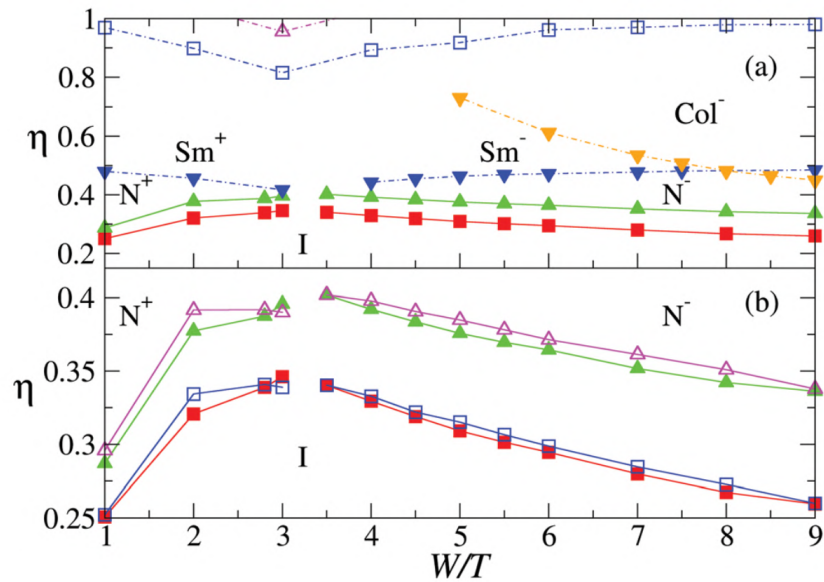 1
(a)
0.8
Col⁻
η
0.6
Sm⁺
Sm⁻
0.4
N⁺
N⁻
0.2
I
0.4
N⁺
N⁻
(b)
0.35
η
0.3
I
0.25
1 2 3 4 5 6 7 8 9
W/T